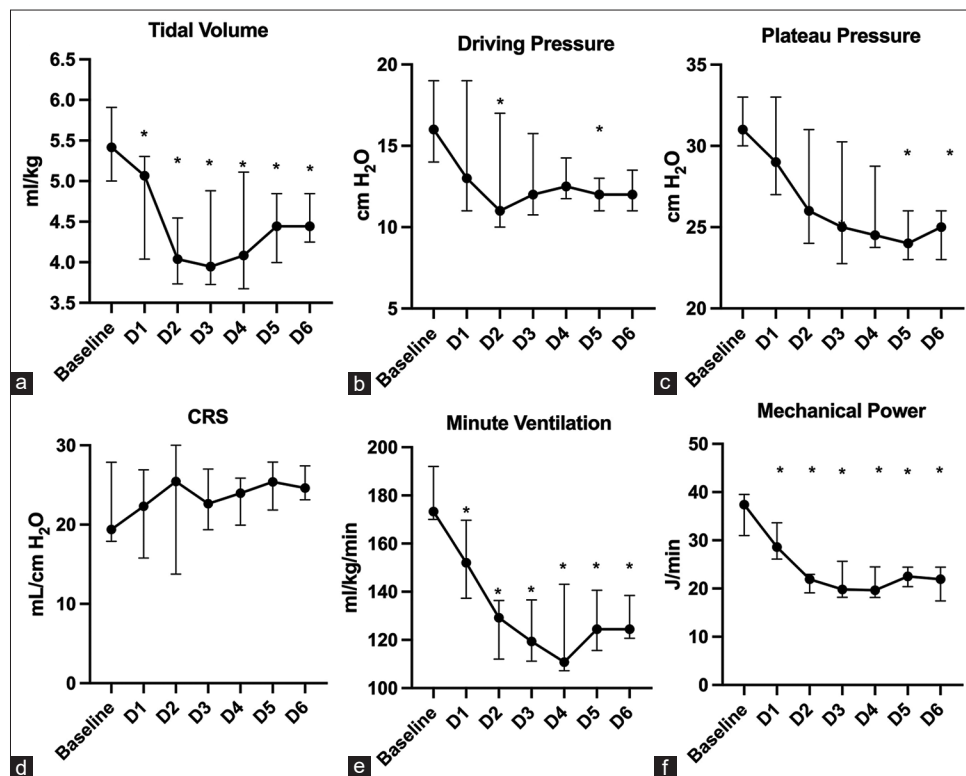 Tidal Volume
ml/kg
6.5
6.0
5.5
5.0
4.5
4.0
3.5
* * * * * *
Baseline D1 D2 D3 D4 D5 D6
a
Driving Pressure
cm H₂O
20
15
10
5
* *
Baseline D1 D2 D3 D4 D5 D6
b
Plateau Pressure
cm H₂O
35
30
25
20
* *
Baseline D1 D2 D3 D4 D5 D6
c
CRS
mL/cm H₂O
30
20
10
0
Baseline D1 D2 D3 D4 D5 D6
d
Minute Ventilation
ml/kg/min
200
180
160
140
120
100
* * * * * *
Baseline D1 D2 D3 D4 D5 D6
e
Mechanical Power
J/min
50
40
30
20
10
0
* * * * * *
Baseline D1 D2 D3 D4 D5 D6
f